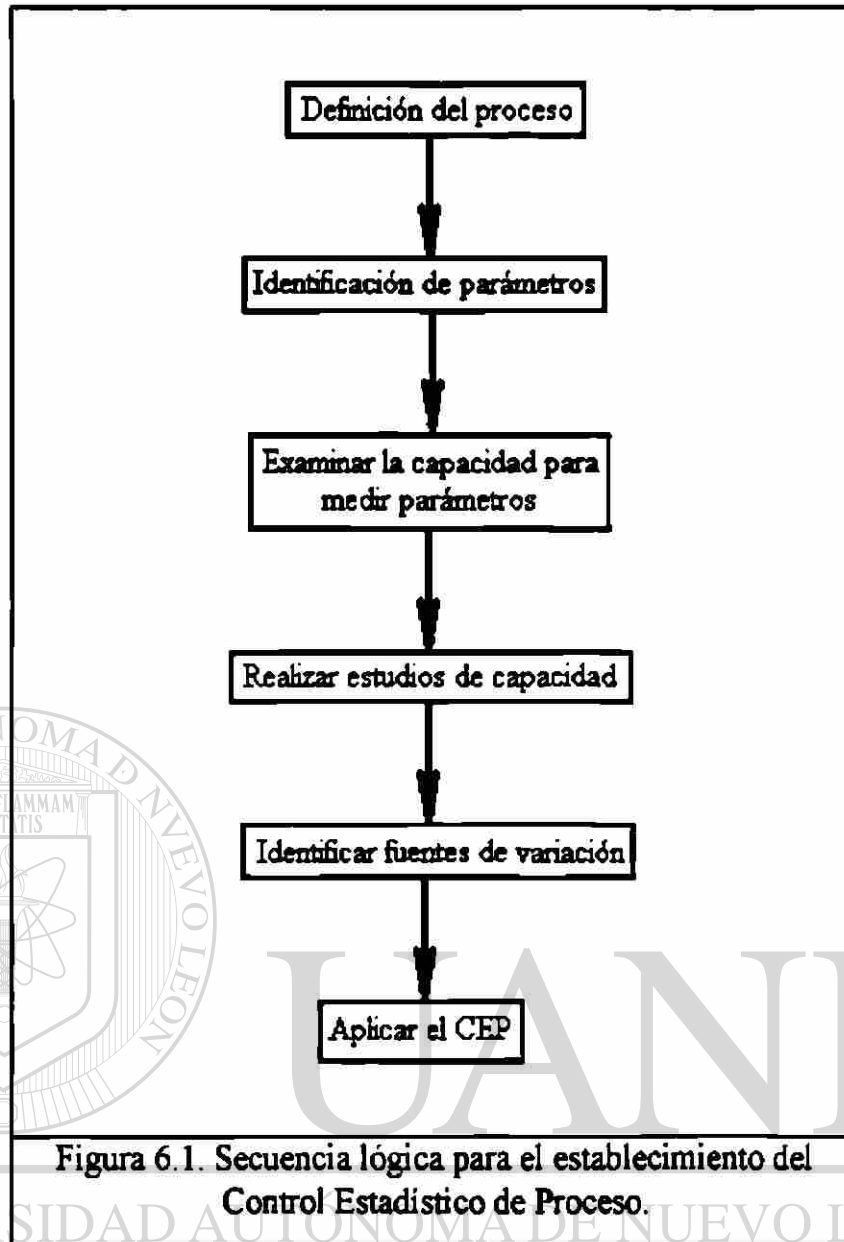 Definición del proceso
Identificación de parámetros
Examinar la capacidad para
medir parámetros
Realizar estudios de capacidad
Identificar fuentes de variación
Aplicar el CEP
Figura 6.1. Secuencia lógica para el establecimiento del
Control Estadístico de Proceso.
UANL
SIDAD AUTÓNOMA DE NUEVO L